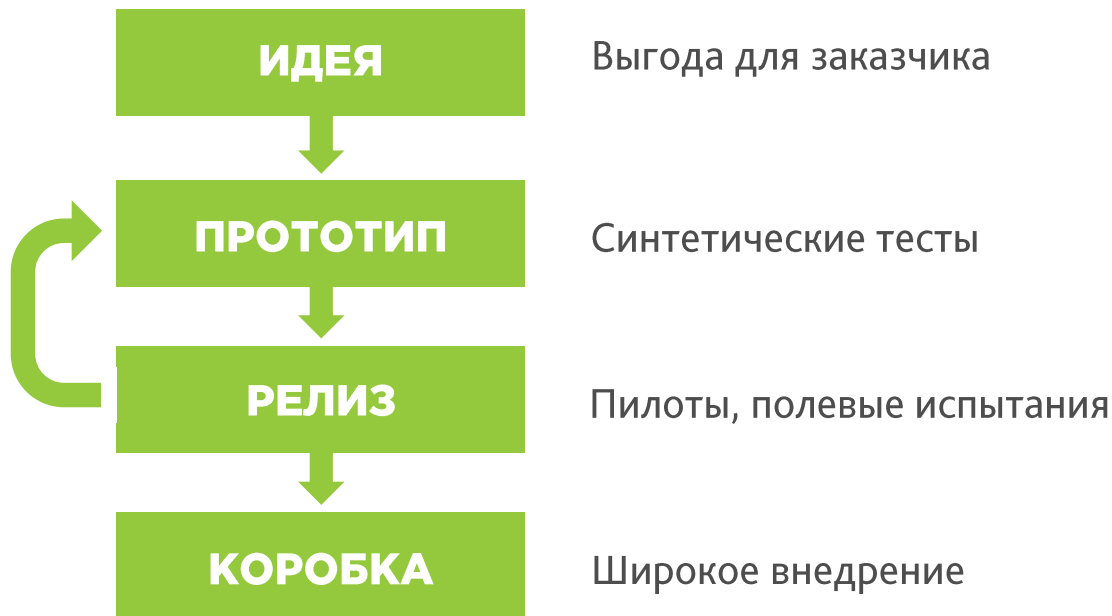 ИДЕЯ
Выгода для заказчика
ПРОТОТИП
Синтетические тесты
РЕЛИЗ
Пилоты, полевые испытания
КОРОБКА
Широкое внедрение